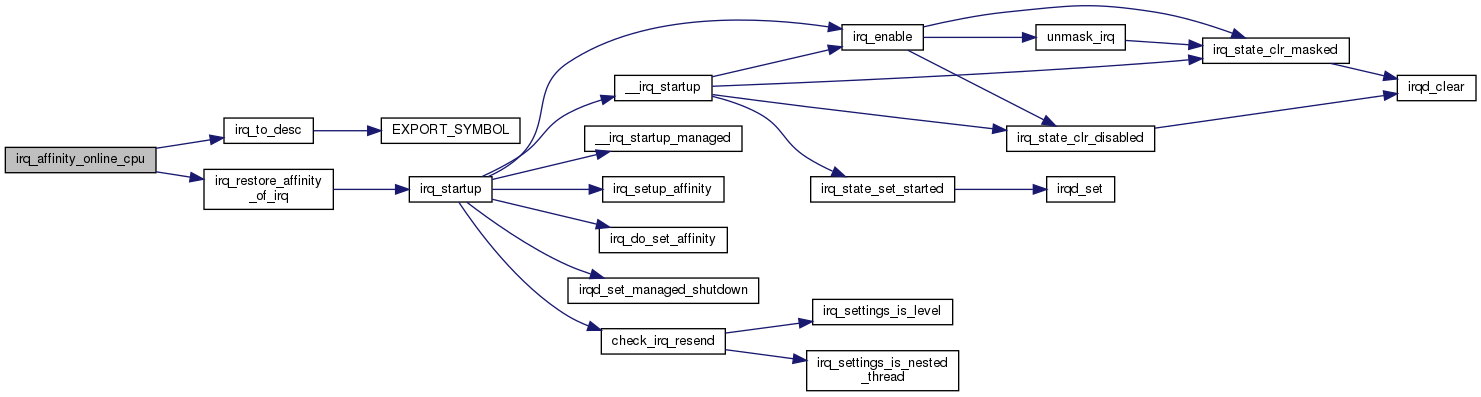 irq_affinity_online_cpu
irq_to_desc
EXPORT_SYMBOL
irq_restore_affinity
_of_irq
irq_startup
__irq_startup
__irq_startup_managed
irq_setup_affinity
irq_do_set_affinity
irqd_set_managed_shutdown
check_irq_resend
irq_enable
unmask_irq
irq_state_clr_masked
irqd_clear
irq_state_clr_disabled
irq_state_set_started
irqd_set
irq_settings_is_level
irq_settings_is_nested
_thread